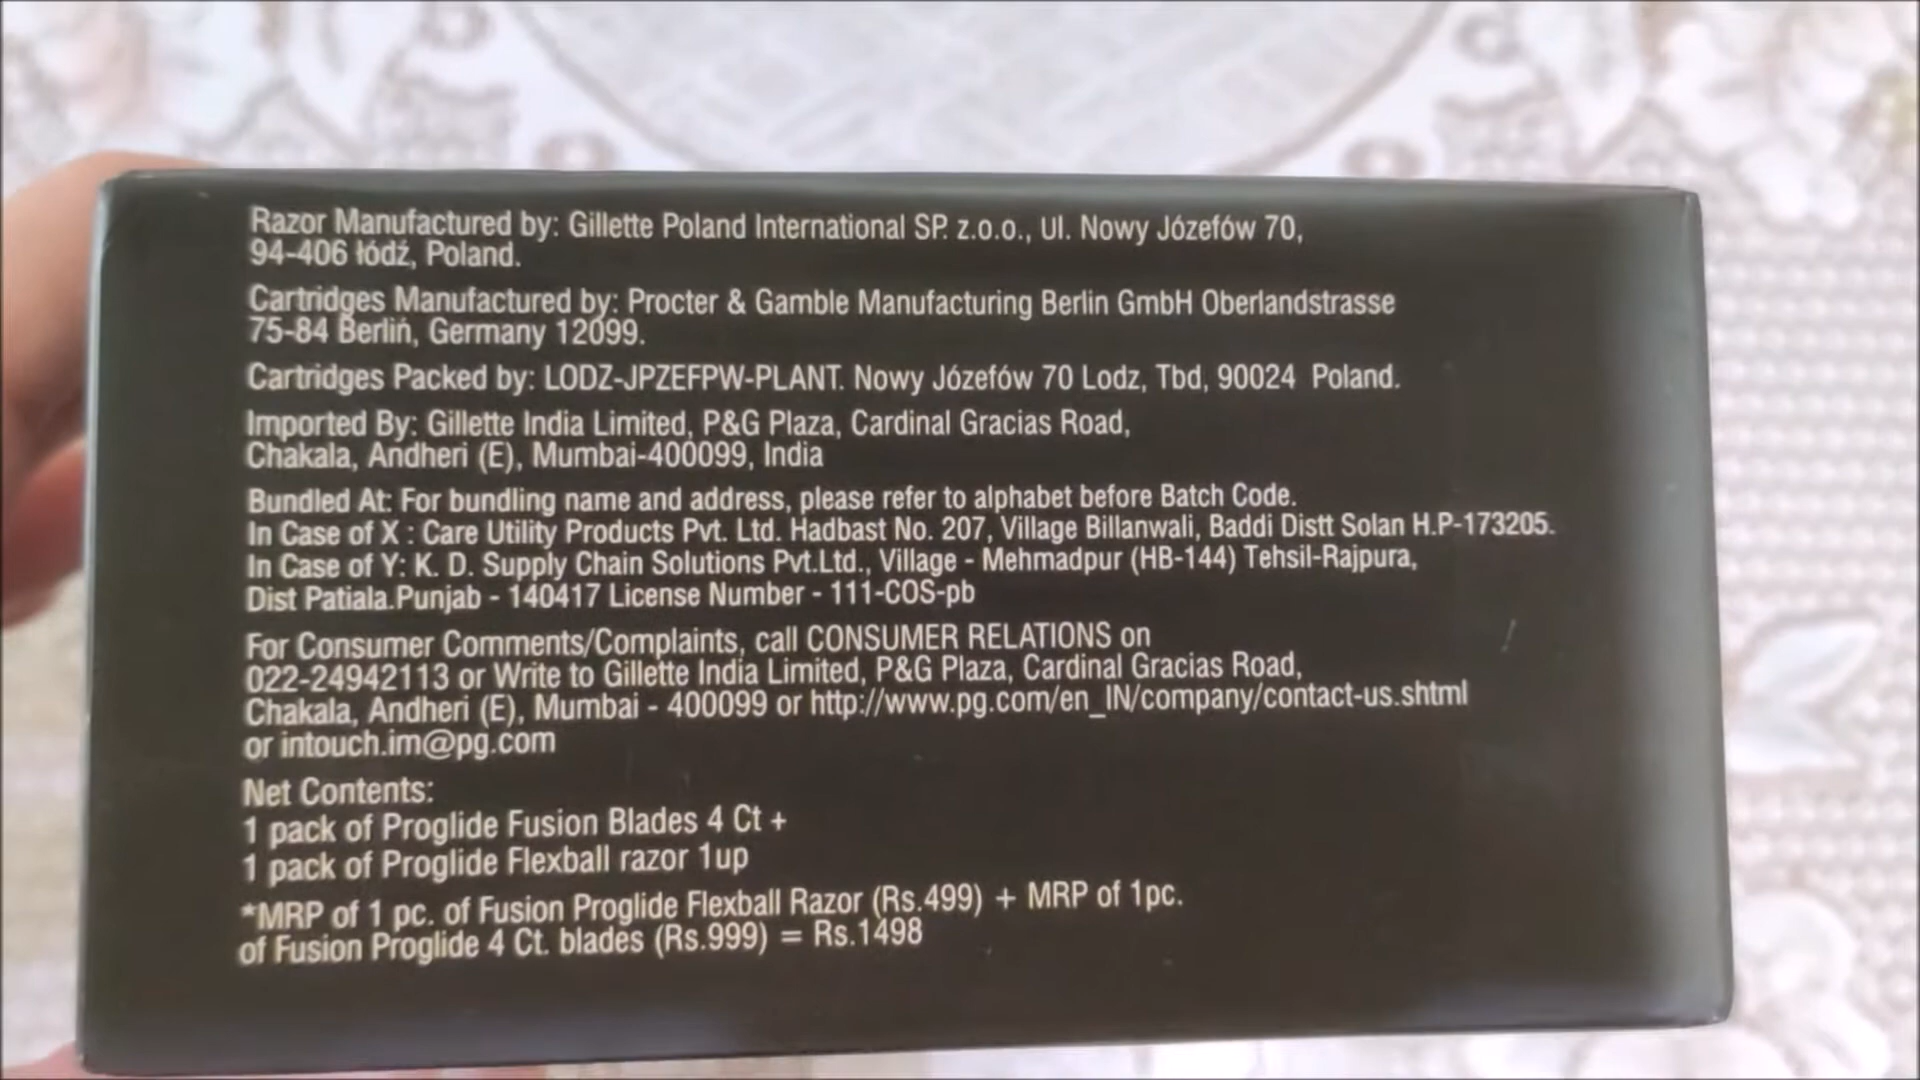 Razor Manufactured by: Gillette Poland International SP. z.o.o., Ul. Nowy Józefów 70,
94-406 łódź, Poland.
Cartridges Manufactured by: Procter & Gamble Manufacturing Berlin GmbH Oberlandstrasse
75-84 Berlin, Germany 12099.
Cartridges Packed by: LODZ-JPZEFPW-PLANT. Nowy Józefów 70 Lodz, Tbd, 90024 Poland.
Imported By: Gillette India Limited, P&G Plaza, Cardinal Gracias Road,
Chakala, Andheri (E), Mumbai-400099, India
Bundled At: For bundling name and address, please refer to alphabet before Batch Code.
In Case of X : Care Utility Products Pvt. Ltd. Hadbast No. 207, Village Billanwali, Baddi Distt Solan H.P-173205.
In Case of Y: K. D. Supply Chain Solutions Pvt.Ltd., Village - Mehmadpur (HB-144) Tehsil-Rajpura,
Dist Patiala.Punjab - 140417 License Number - 111-COS-pb
For Consumer Comments/Complaints, call CONSUMER RELATIONS on
022-24942113 or Write to Gillette India Limited, P&G Plaza, Cardinal Gracias Road,
Chakala, Andheri (E), Mumbai - 400099 or http://www.pg.com/en_IN/company/contact-us.shtml
or intouch.im@pg.com
Net Contents:
1 pack of Proglide Fusion Blades 4 Ct +
1 pack of Proglide Flexball razor 1up
*MRP of 1 pc. of Fusion Proglide Flexball Razor (Rs.499) + MRP of 1pc.
of Fusion Proglide 4 Ct. blades (Rs.999) = Rs.1498